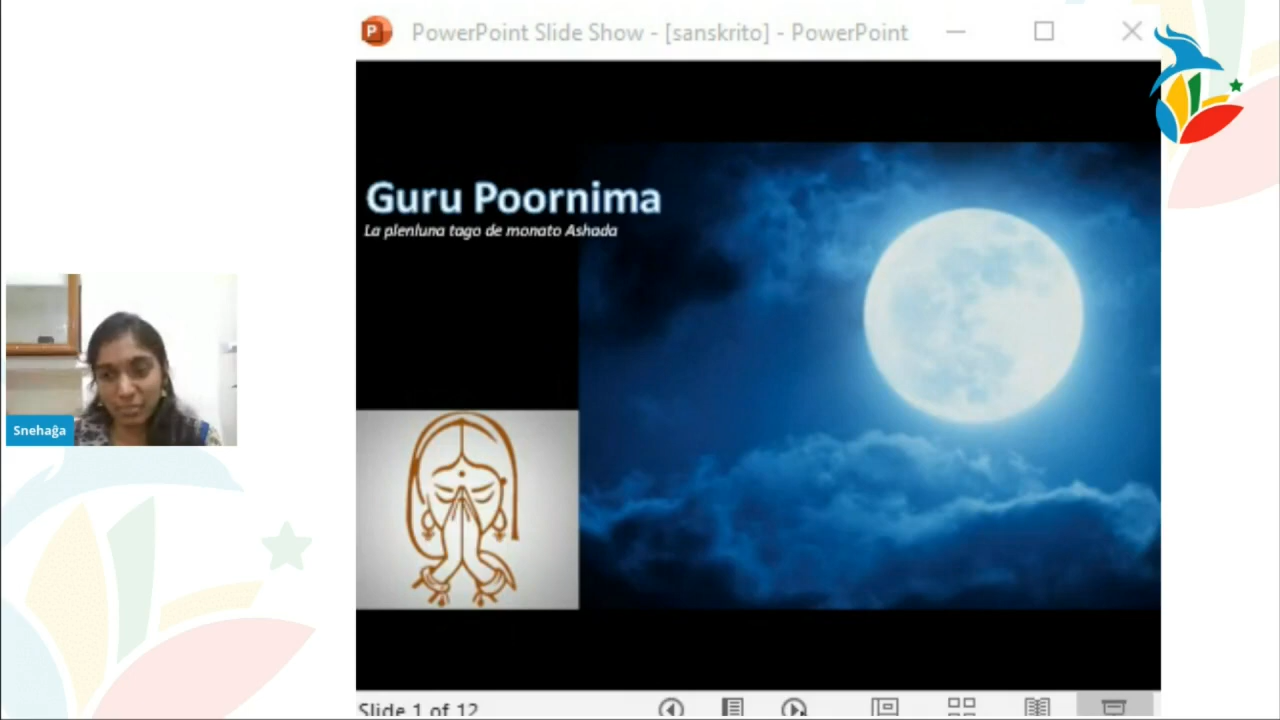 PowerPoint Slide Show - [sanskrito] - PowerPoint
Guru Poornima
La plenluna tago de monato Ashada
Snehaĝa
Slide 1 of 12